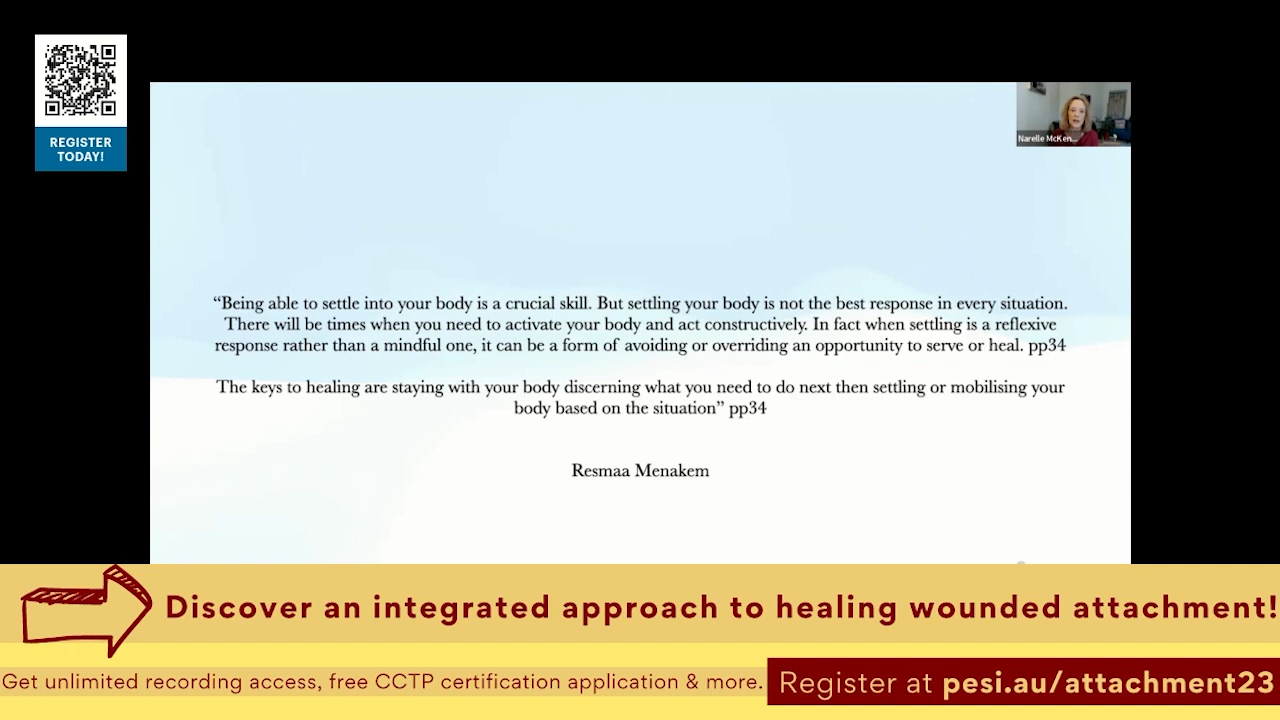 REGISTER
TODAY!
Narelle McKen...
“Being able to settle into your body is a crucial skill. But settling your body is not the best response in every situation.
There will be times when you need to activate your body and act constructively. In fact when settling is a reflexive
response rather than a mindful one, it can be a form of avoiding or overriding an opportunity to serve or heal. pp34
The keys to healing are staying with your body discerning what you need to do next then settling or mobilising your
body based on the situation” pp34
Resmaa Menakem
Discover an integrated approach to healing wounded attachment!
Get unlimited recording access, free CCTP certification application & more.
Register at pesi.au/attachment23